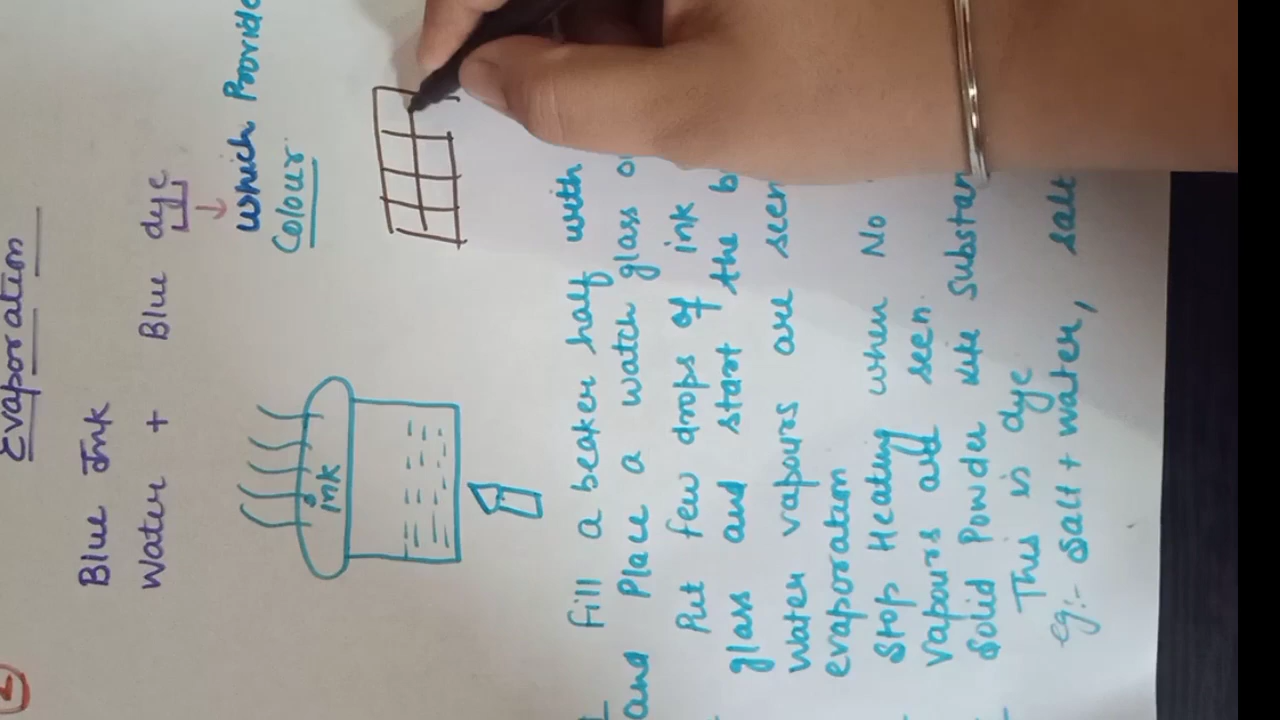 Evaporation
Blue Ink
Water + Blue dye
which Provide
Colour
ink
Fill a beaker half with
and Place a watch glass
Put few drops of ink
glass and start the
Water vapours are seen
evaporation
Stop Heating when No
vapours are seen.
Solid Powder like substan
This is dye
eg:- Salt + water, salt